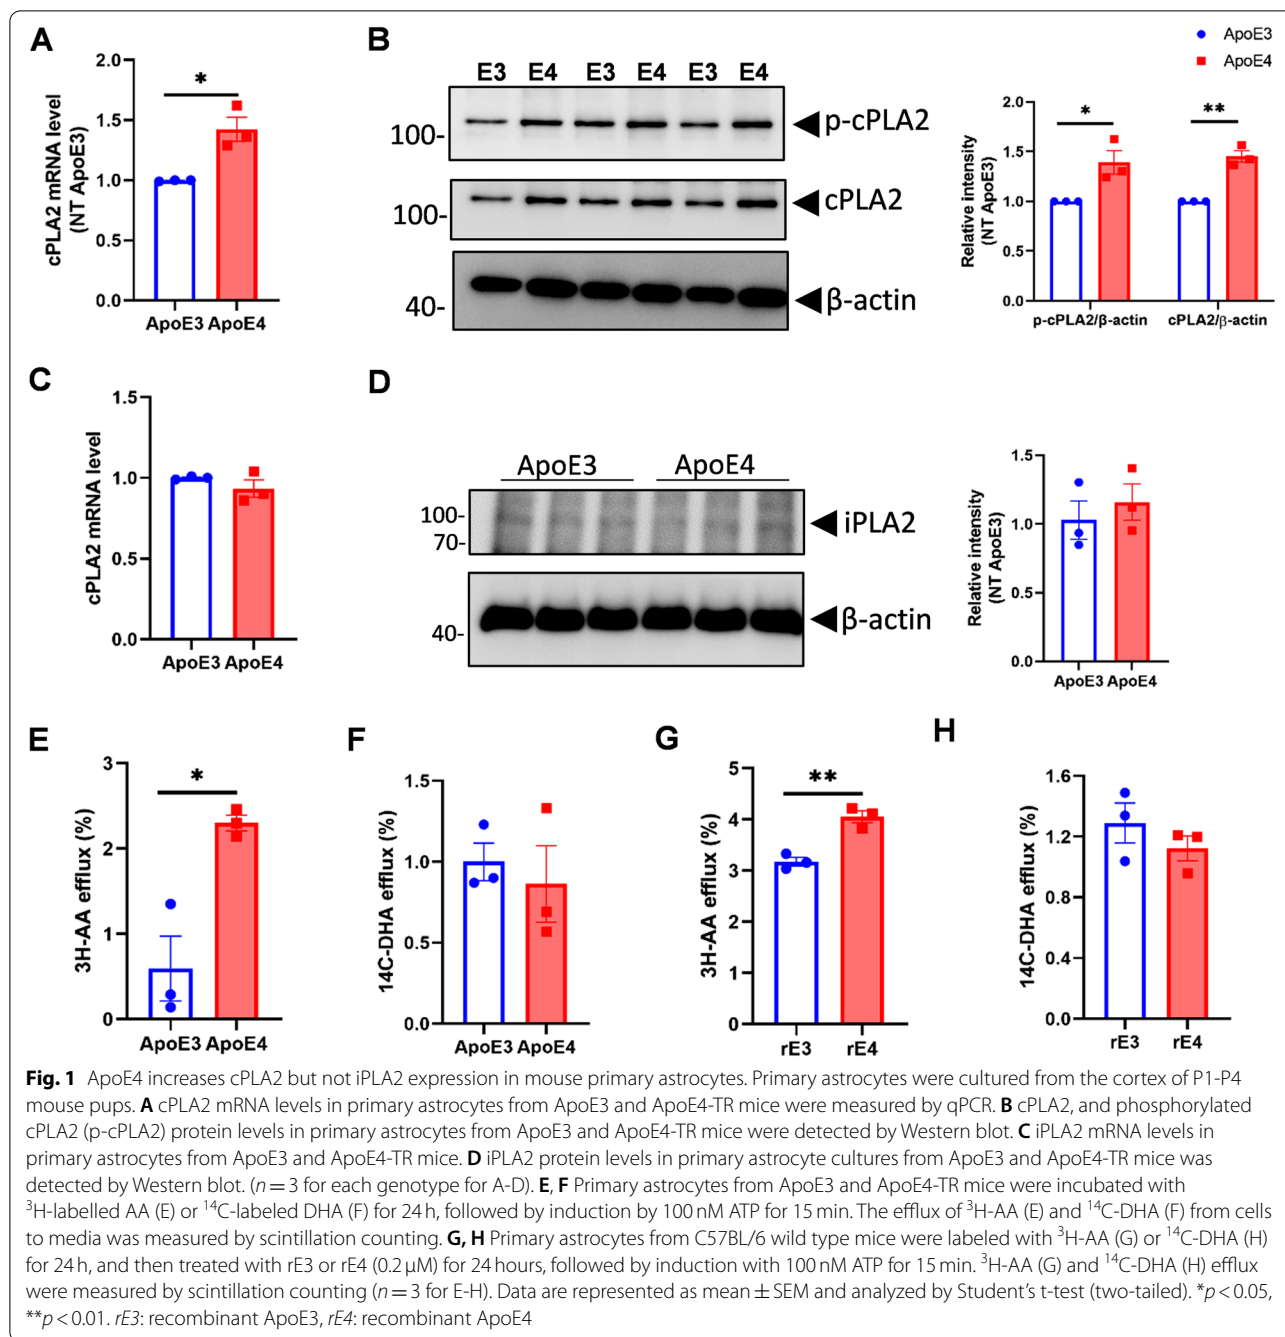 A
cPLA2 mRNA level
(NT ApoE3)
2.0
1.5
1.0
0.5
0.0
*
ApoE3 ApoE4
B
E3 E4 E3 E4 E3 E4
100-
p-cPLA2
100-
cPLA2
40-
β-actin
ApoE3
ApoE4
Relative intensity
(NT ApoE3)
2.0
1.5
1.0
0.5
0.0
*
**
p-cPLA2/β-actin cPLA2/β-actin
C
cPLA2 mRNA level
1.5
1.0
0.5
0.0
ApoE3 ApoE4
D
ApoE3 ApoE4
100-
70-
iPLA2
40-
β-actin
Relative intensity
(NT ApoE3)
1.5
1.0
0.5
0.0
ApoE3 ApoE4
E
3H-AA efflux (%)
3
2
1
0
*
ApoE3 ApoE4
F
14C-DHA efflux (%)
1.5
1.0
0.5
0.0
ApoE3 ApoE4
G
3H-AA efflux (%)
5
4
3
2
1
0
**
rE3 rE4
H
14C-DHA efflux (%)
1.6
1.2
0.8
0.4
0.0
rE3 rE4
Fig. 1 ApoE4 increases cPLA2 but not iPLA2 expression in mouse primary astrocytes. Primary astrocytes were cultured from the cortex of P1-P4
mouse pups. A cPLA2 mRNA levels in primary astrocytes from ApoE3 and ApoE4-TR mice were measured by qPCR. B cPLA2, and phosphorylated
cPLA2 (p-cPLA2) protein levels in primary astrocytes from ApoE3 and ApoE4-TR mice were detected by Western blot. C iPLA2 mRNA levels in
primary astrocytes from ApoE3 and ApoE4-TR mice. D iPLA2 protein levels in primary astrocyte cultures from ApoE3 and ApoE4-TR mice was
detected by Western blot. (n = 3 for each genotype for A-D). E, F Primary astrocytes from ApoE3 and ApoE4-TR mice were incubated with
³H-labelled AA (E) or ¹⁴C-labeled DHA (F) for 24 h, followed by induction by 100 nM ATP for 15 min. The efflux of ³H-AA (E) and ¹⁴C-DHA (F) from cells
to media was measured by scintillation counting. G, H Primary astrocytes from C57BL/6 wild type mice were labeled with ³H-AA (G) or ¹⁴C-DHA (H)
for 24 h, and then treated with rE3 or rE4 (0.2 μM) for 24 hours, followed by induction with 100 nM ATP for 15 min. ³H-AA (G) and ¹⁴C-DHA (H) efflux
were measured by scintillation counting (n = 3 for E-H). Data are represented as mean ± SEM and analyzed by Student's t-test (two-tailed). *p < 0.05,
**p < 0.01. rE3: recombinant ApoE3, rE4: recombinant ApoE4